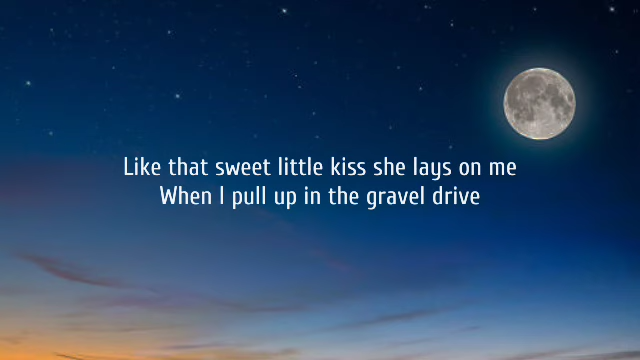 Like that sweet little kiss she lays on me
When I pull up in the gravel drive